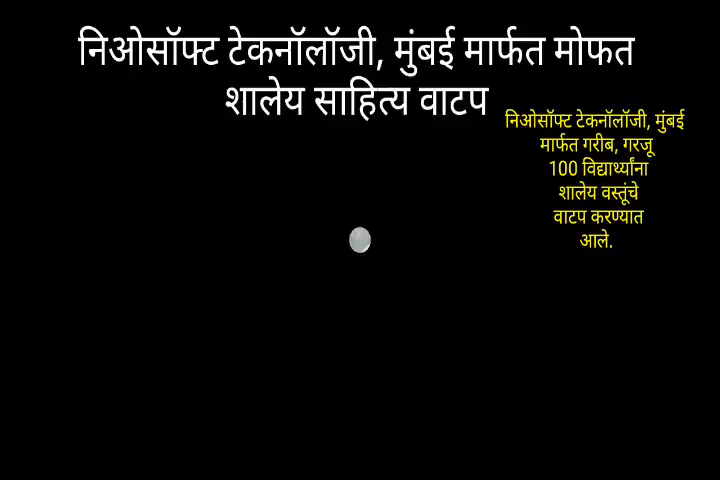 निओसॉफ्ट टेकनॉलॉजी, मुंबई मार्फत मोफत
शालेय साहित्य वाटप
निओसॉफ्ट टेकनॉलॉजी, मुंबई
मार्फत गरीब, गरजू
100 विद्यार्थ्यांना
शालेय वस्तूंचे
वाटप करण्यात
आले.